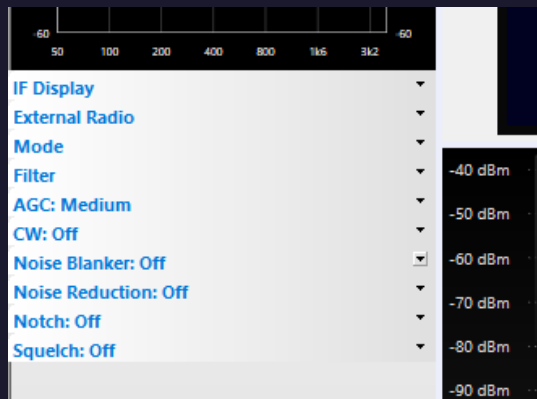 -60 -60
50 100 200 400 800 1k6 3k2
IF Display
External Radio
Mode
Filter
AGC: Medium
CW: Off
Noise Blanker: Off
Noise Reduction: Off
Notch: Off
Squelch: Off
-40 dBm
-50 dBm
-60 dBm
-70 dBm
-80 dBm
-90 dBm